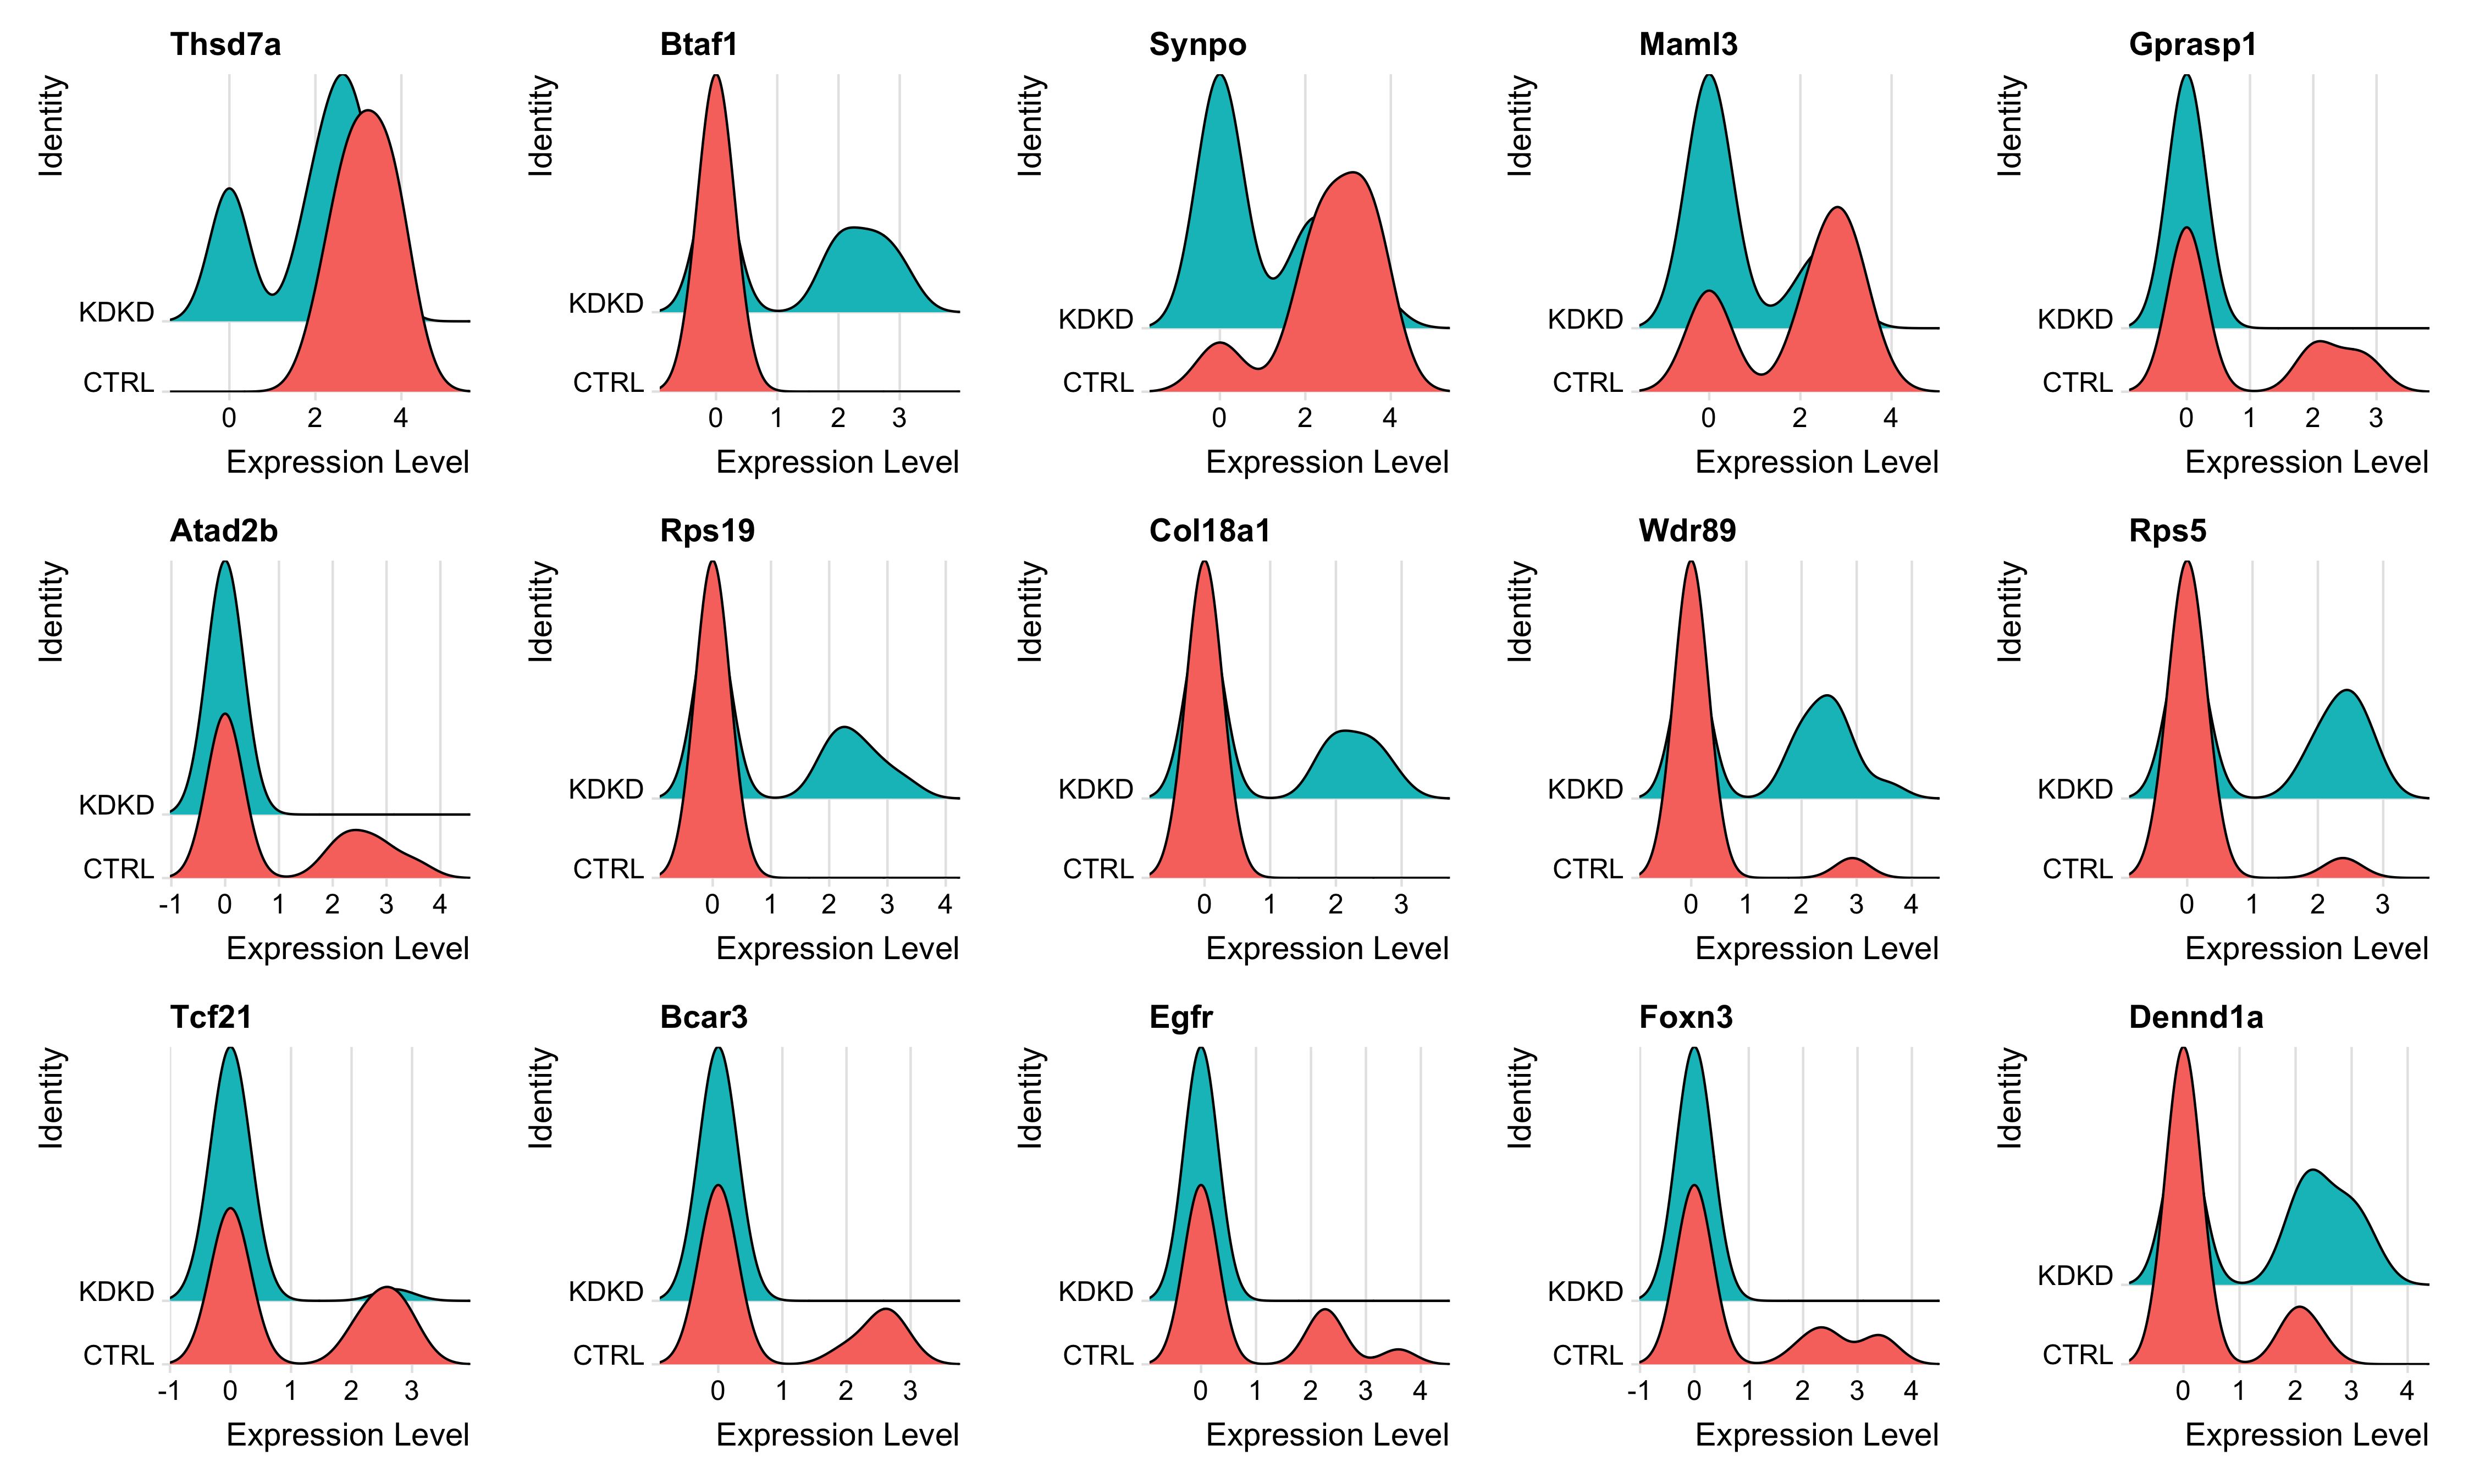 Thsd7a
Identity
KDKD
CTRL
0 2 4
Expression Level
Btaf1
Identity
KDKD
CTRL
0 1 2 3
Expression Level
Synpo
Identity
KDKD
CTRL
0 2 4
Expression Level
Maml3
Identity
KDKD
CTRL
0 2 4
Expression Level
Gprasp1
Identity
KDKD
CTRL
0 1 2 3
Expression Level
Atad2b
Identity
KDKD
CTRL
-1 0 1 2 3 4
Expression Level
Rps19
Identity
KDKD
CTRL
0 1 2 3 4
Expression Level
Col18a1
Identity
KDKD
CTRL
0 1 2 3
Expression Level
Wdr89
Identity
KDKD
CTRL
0 1 2 3 4
Expression Level
Rps5
Identity
KDKD
CTRL
0 1 2 3
Expression Level
Tcf21
Identity
KDKD
CTRL
-1 0 1 2 3
Expression Level
Bcar3
Identity
KDKD
CTRL
0 1 2 3
Expression Level
Egfr
Identity
KDKD
CTRL
0 1 2 3 4
Expression Level
Foxn3
Identity
KDKD
CTRL
-1 0 1 2 3 4
Expression Level
Dennd1a
Identity
KDKD
CTRL
0 1 2 3 4
Expression Level